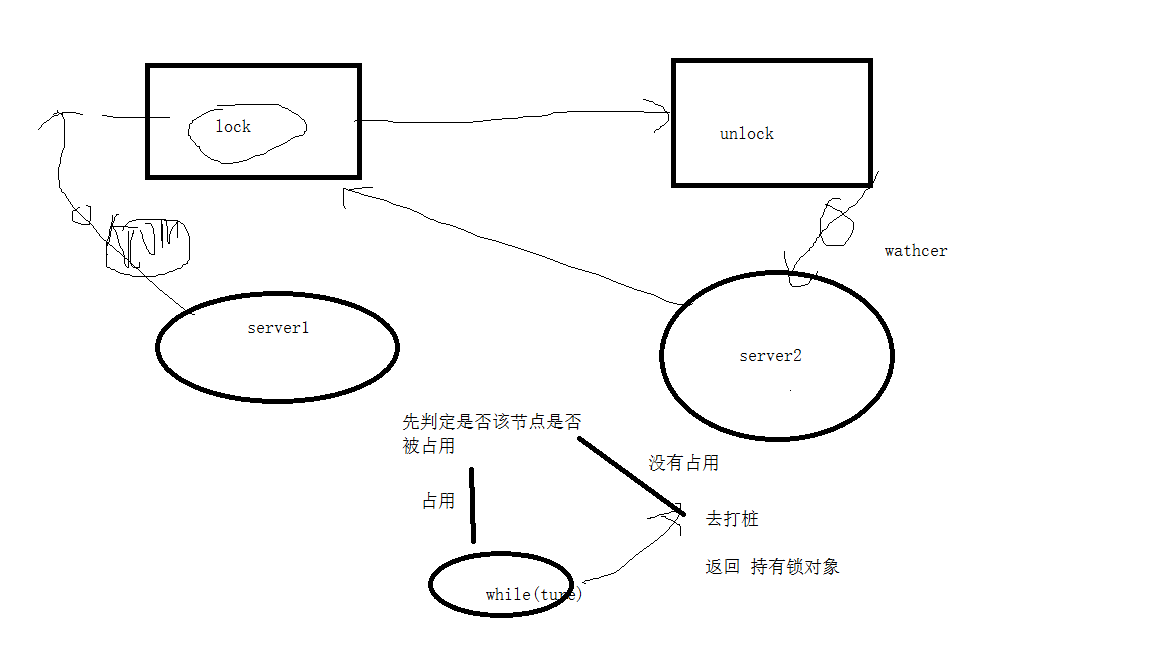 lock
unlock
wathcer
server1
server2
先判定是否该节点是否
被占用
没有占用
占用
去打桩
返回 持有锁对象
while(ture)